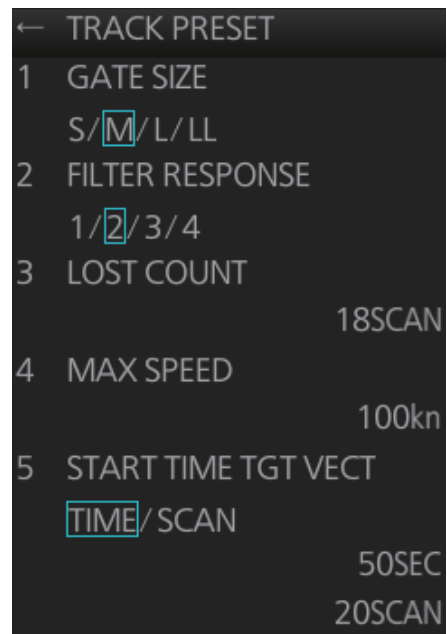 ← TRACK PRESET
1 GATE SIZE
S/M/L/LL
2 FILTER RESPONSE
1/2/3/4
3 LOST COUNT
18SCAN
4 MAX SPEED
100kn
5 START TIME TGT VECT
TIME/SCAN
50SEC
20SCAN